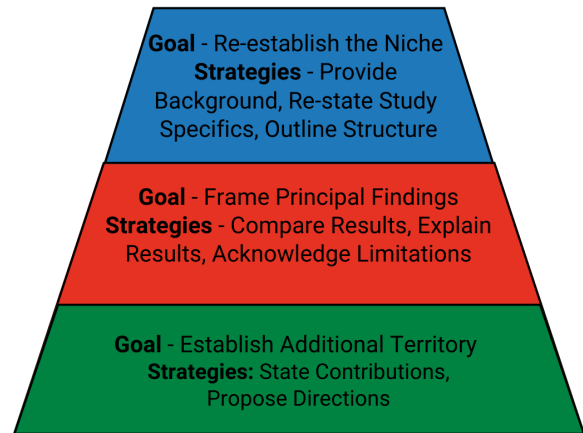 Goal - Re-establish the Niche
Strategies - Provide
Background, Re-state Study
Specifics, Outline Structure
Goal - Frame Principal Findings
Strategies - Compare Results, Explain
Results, Acknowledge Limitations
Goal - Establish Additional Territory
Strategies: State Contributions,
Propose Directions